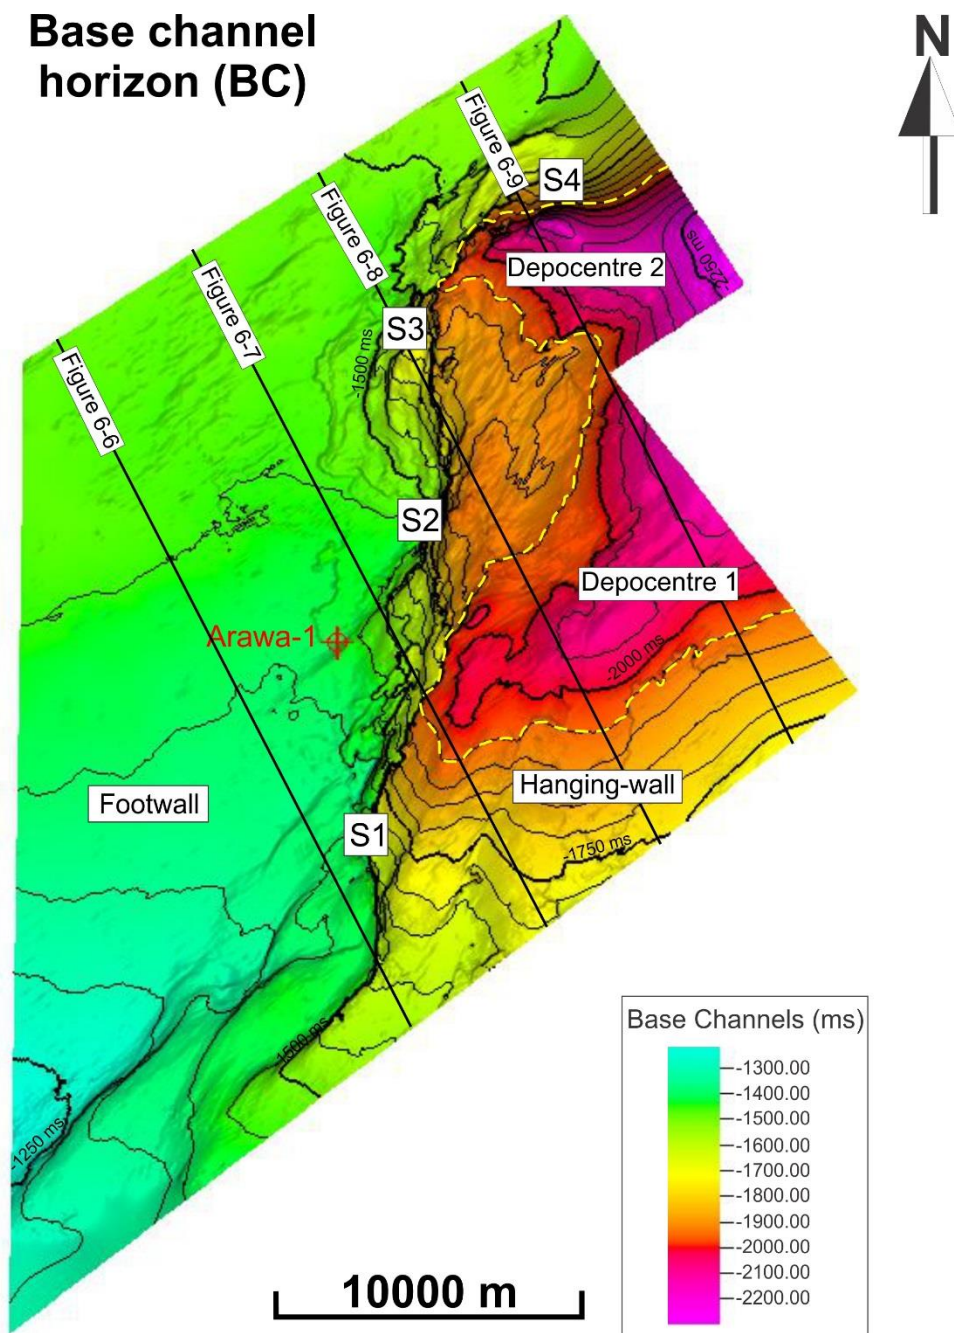 Base channel
horizon (BC)
N
Figure 6-9
S4
Figure 6-8
-2250 ms
Depocentre 2
Figure 6-7
S3
-1500 ms
Figure 6-6
S2
Depocentre 1
Arawa-1
-2000 ms
Hanging-wall
Footwall
S1
-1750 ms
1500 ms
-1250 ms
Base Channels (ms)
-1300.00
-1400.00
-1500.00
-1600.00
-1700.00
-1800.00
-1900.00
-2000.00
-2100.00
-2200.00
10000 m